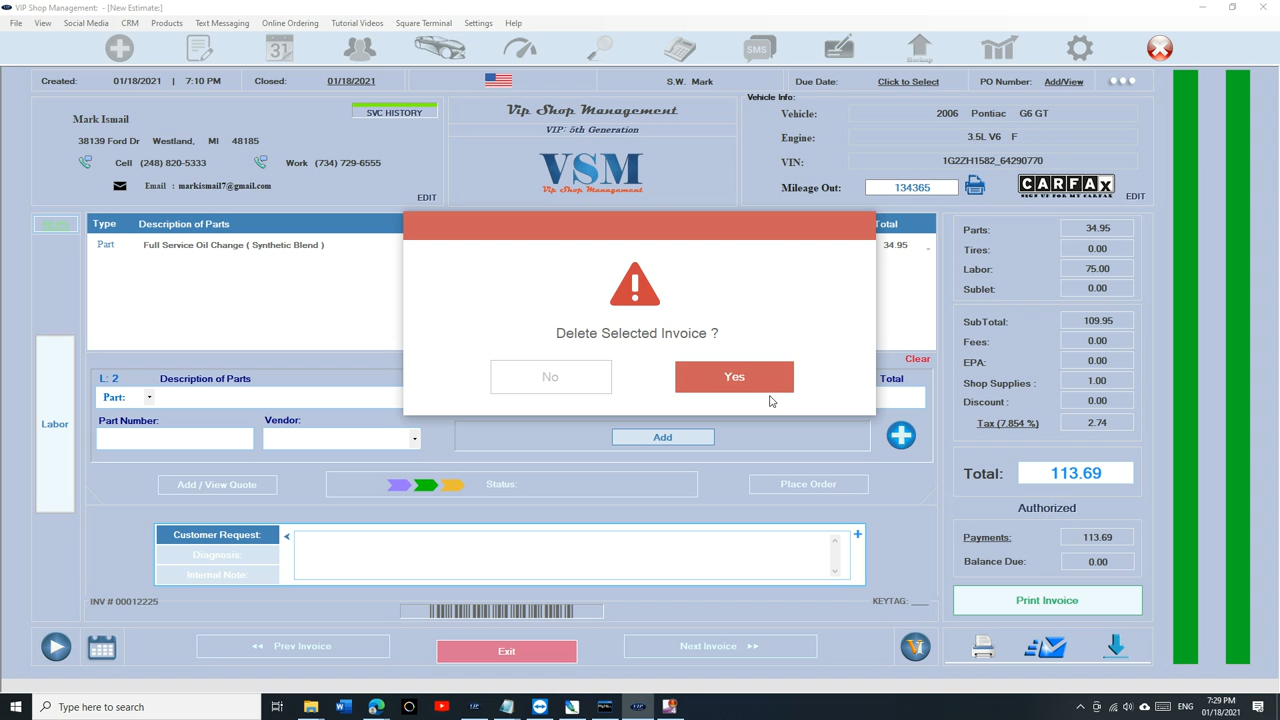 VIP Shop Management: - [New Estimate:]
File View Social Media CRM Products Text Messaging Online Ordering Tutorial Videos Square Terminal Settings Help
31 SMS Backup
Created: 01/18/2021 | 7:10 PM Closed: 01/18/2021 S.W. Mark Due Date: Click to Select PO Number: Add/View
Mark Ismail SVC HISTORY
38139 Ford Dr Westland, MI 48185
Cell (248) 820-5333 Work (734) 729-6555
Email : markismail7@gmail.com
EDIT
Vip Shop Management
VIP: 5th Generation
VSM
Vip Shop Management
Vehicle Info:
Vehicle: 2006 Pontiac G6 GT
Engine: 3.5L V6 F
VIN: 1G2ZH1582_64290770
Mileage Out: 134365 CARFAX
SIGN UP FOR MY CARFAX
EDIT
Type Description of Parts Total
Part Full Service Oil Change ( Synthetic Blend ) 34.95
Delete Selected Invoice ?
No Yes
Clear
Labor
L: 2 Description of Parts Total
Part:
Part Number: Vendor:
Add
Add / View Quote Status: Place Order
Customer Request:
Diagnosis:
Internal Note:
INV # 00012225 KEYTAG: ____
Prev Invoice Exit Next Invoice
Parts: 34.95
Tires: 0.00
Labor: 75.00
Sublet: 0.00
SubTotal: 109.95
Fees: 0.00
EPA: 0.00
Shop Supplies : 1.00
Discount : 0.00
Tax (7.854 %) 2.74
Total: 113.69
Authorized
Payments: 113.69
Balance Due: 0.00
Print Invoice
Type here to search
ENG
7:29 PM
01/18/2021